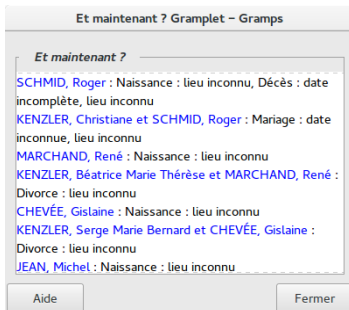 Et maintenant ? Gramplet – Gramps
Et maintenant ?
SCHMID, Roger : Naissance : lieu inconnu, Décès : date
incomplète, lieu inconnu
KENZLER, Christiane et SCHMID, Roger : Mariage : date
inconnue, lieu inconnu
MARCHAND, René : Naissance : lieu inconnu
KENZLER, Béatrice Marie Thérèse et MARCHAND, René :
Divorce : lieu inconnu
CHEVÉE, Gislaine : Naissance : lieu inconnu
KENZLER, Serge Marie Bernard et CHEVÉE, Gislaine :
Divorce : lieu inconnu
JEAN, Michel : Naissance : lieu inconnu
Aide
Fermer